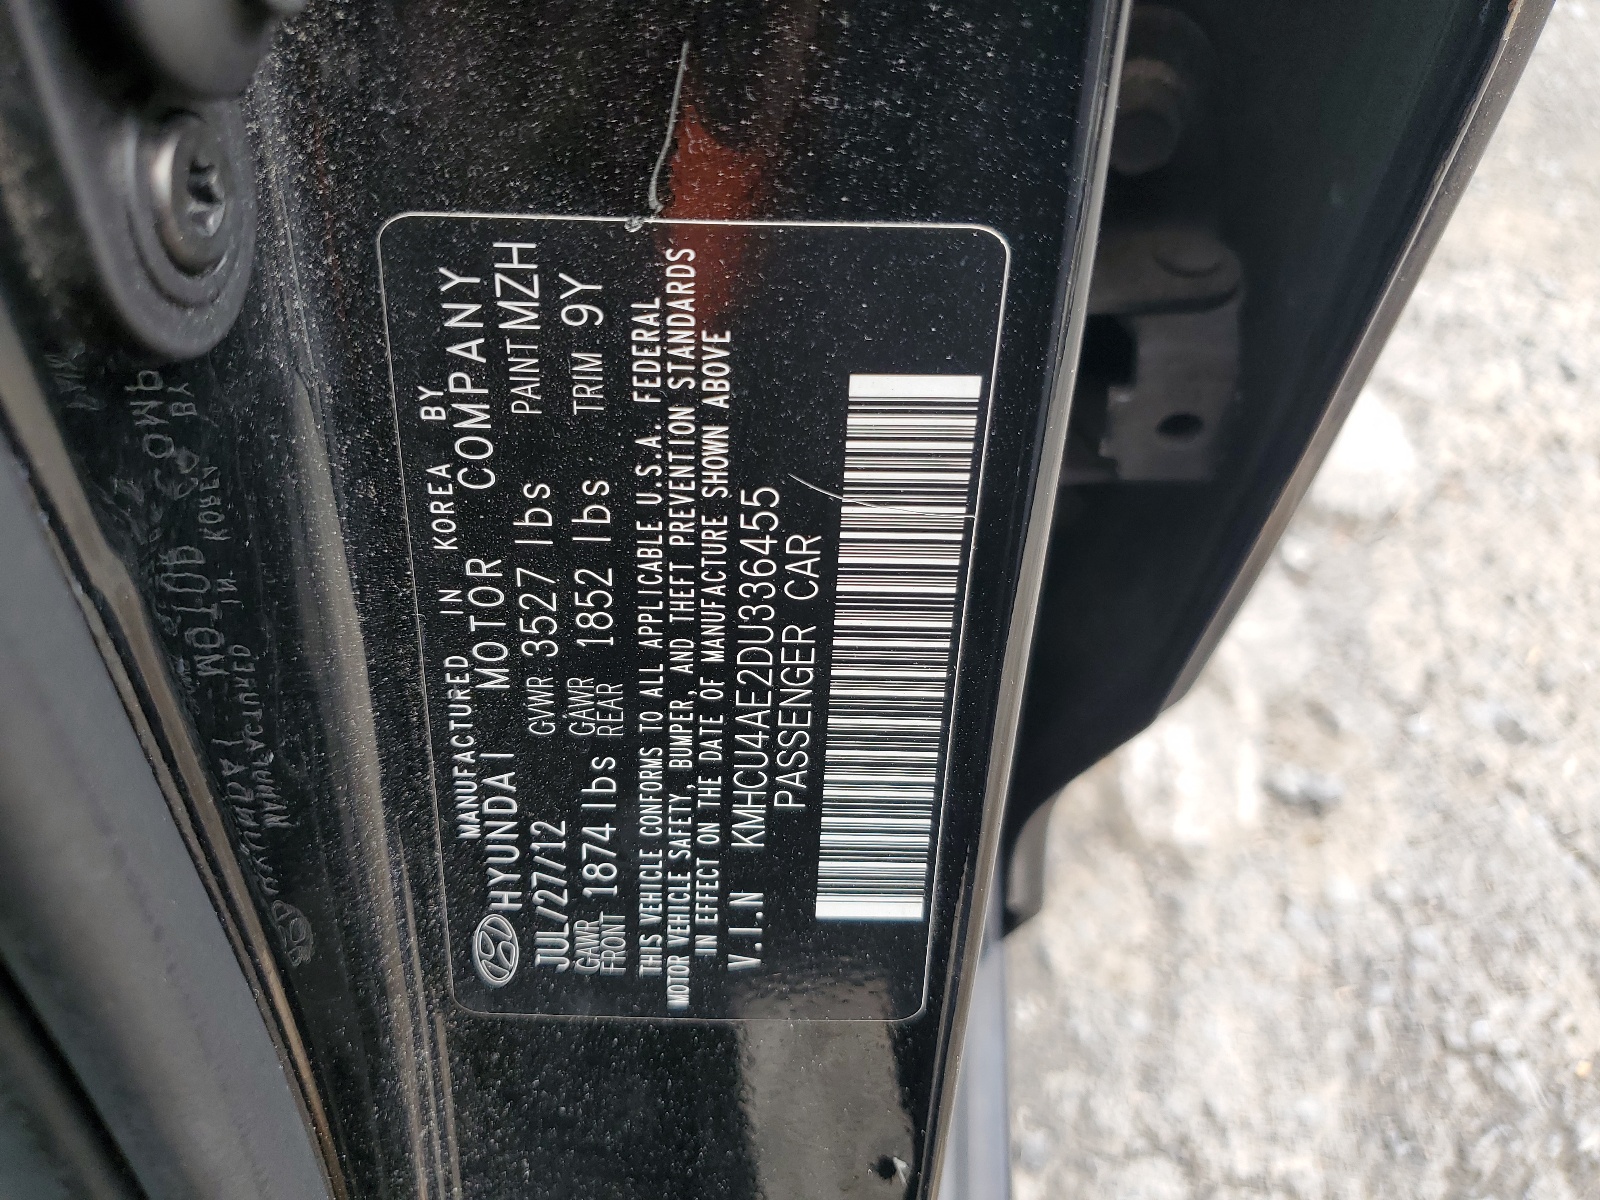 MANUFACTURED IN KOREA BY
HYUNDAI MOTOR COMPANY
JUL/27/12 GVWR 3527 lbs PAINT MZH
GAWR FRONT 1874 lbs GAWR REAR 1852 lbs TRIM 9Y
THIS VEHICLE CONFORMS TO ALL APPLICABLE U.S.A. FEDERAL
MOTOR VEHICLE SAFETY, BUMPER, AND THEFT PREVENTION STANDARDS
IN EFFECT ON THE DATE OF MANUFACTURE SHOWN ABOVE
V.I.N KMHCU4AE2DU336455
PASSENGER CAR